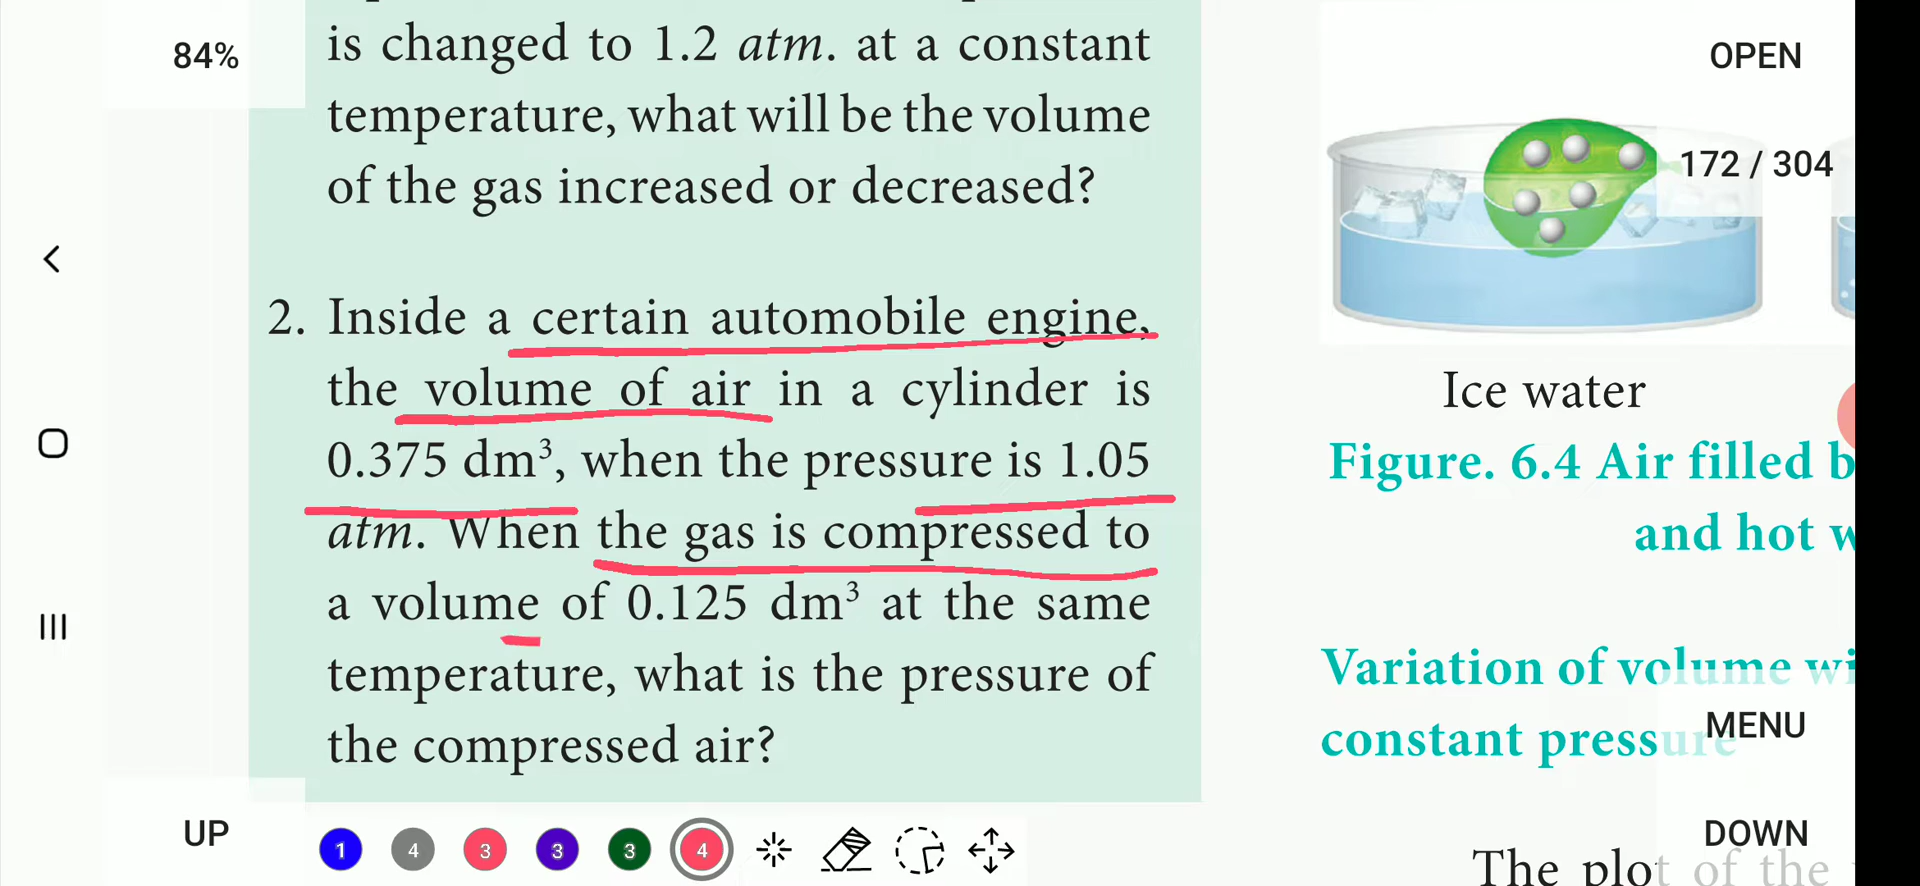 84%
is changed to 1.2 atm. at a constant
temperature, what will be the volume
of the gas increased or decreased?
2. Inside a certain automobile engine,
the volume of air in a cylinder is
0.375 dm³, when the pressure is 1.05
atm. When the gas is compressed to
a volume of 0.125 dm³ at the same
temperature, what is the pressure of
the compressed air?
UP
1 4 3 3 3 4
OPEN
172 / 304
Ice water
Figure. 6.4 Air filled b
and hot w
Variation of volume wi
constant pressure
MENU
DOWN
The plot of the